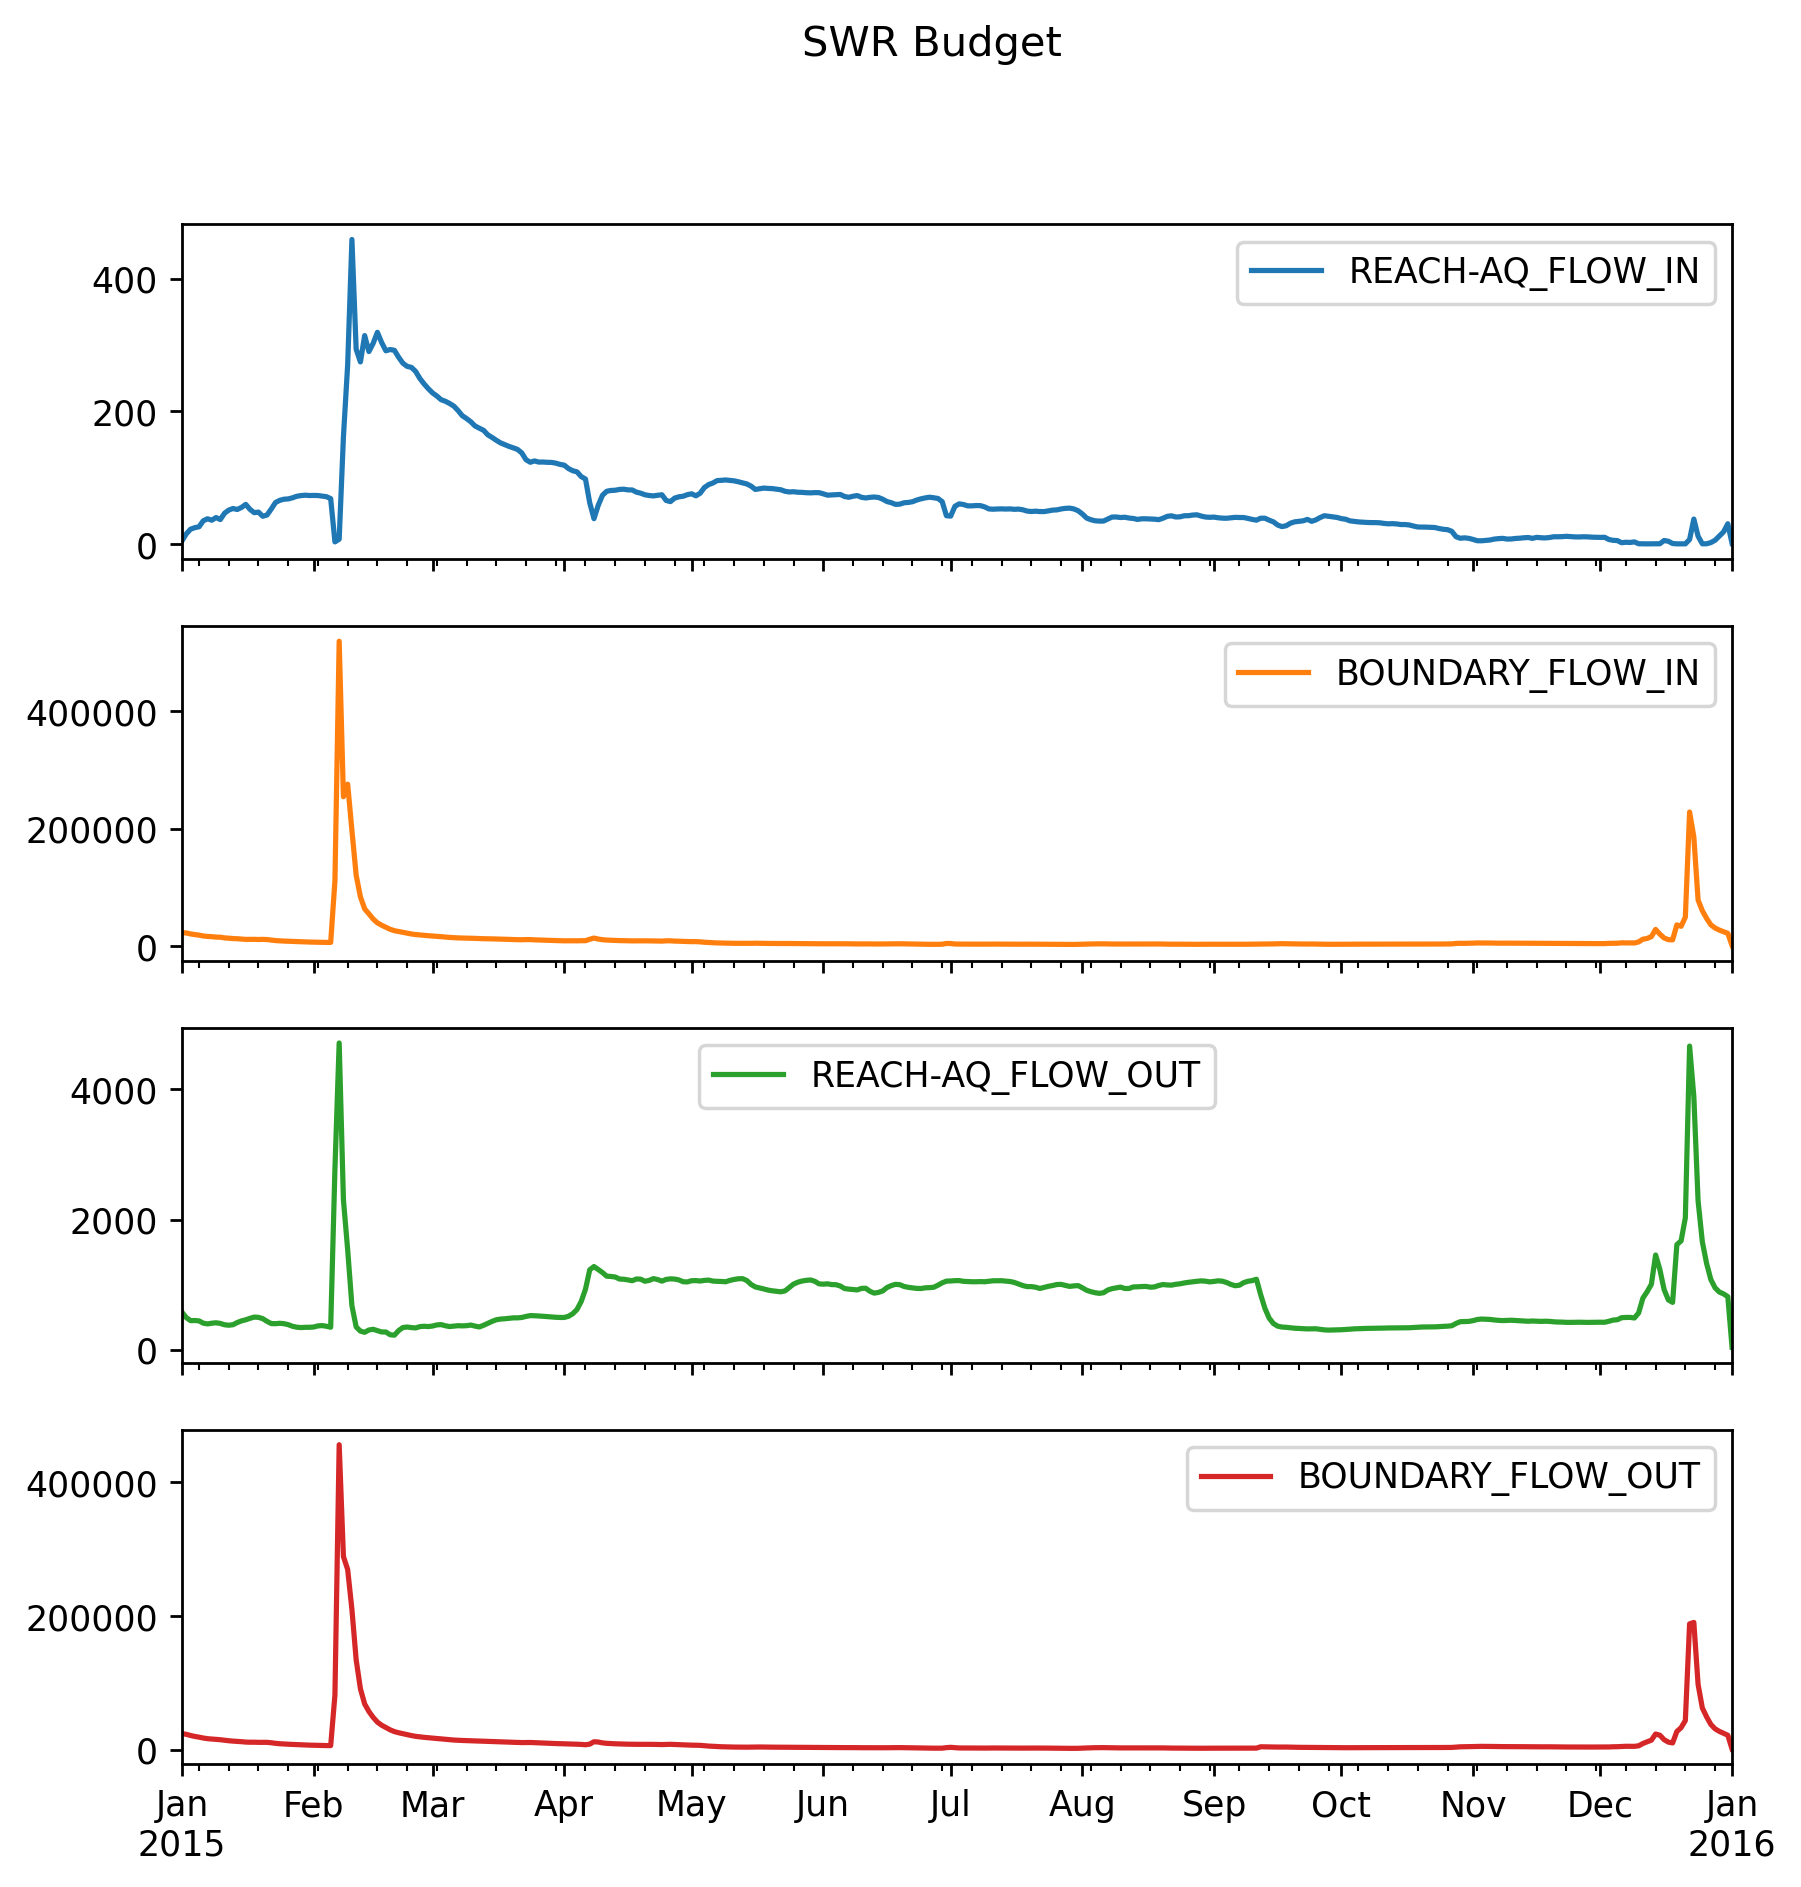 SWR Budget
REACH-AQ_FLOW_IN
400
200
0
BOUNDARY_FLOW_IN
400000
200000
0
REACH-AQ_FLOW_OUT
4000
2000
0
BOUNDARY_FLOW_OUT
400000
200000
0
Jan Feb Mar Apr May Jun Jul Aug Sep Oct Nov Dec Jan
2015 2016